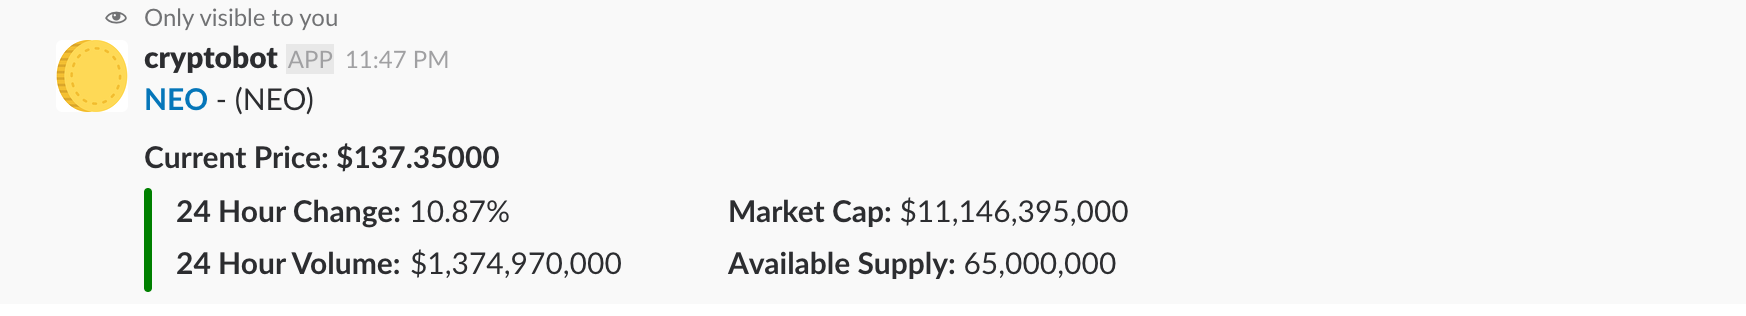 Only visible to you
cryptobot APP 11:47 PM
NEO - (NEO)
Current Price: $137.35000
24 Hour Change: 10.87% Market Cap: $11,146,395,000
24 Hour Volume: $1,374,970,000 Available Supply: 65,000,000